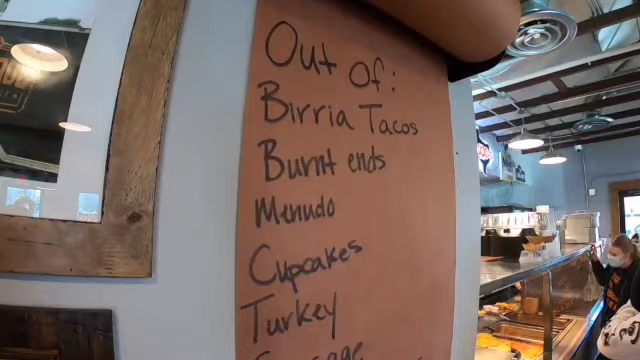 Out of:
Birria Tacos
Burnt ends
Menudo
Cupcakes
Turkey